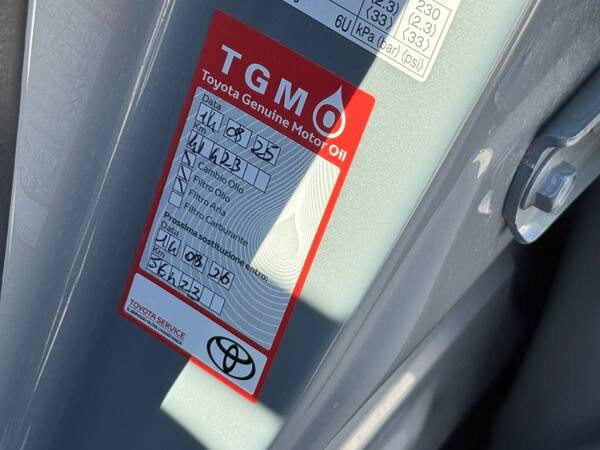 (2.3) 230
⟨33⟩ (2.3)
⟨33⟩
6U kPa (bar) ⟨psi⟩
TGMO
Toyota Genuine Motor Oil
Data
14 08 25
Km
41423
Cambio Olio
Filtro Olio
Filtro Aria
Filtro Carburante
Prossima sostituzione entro:
Data
14 08 26
Km
56423
TOYOTA SERVICE